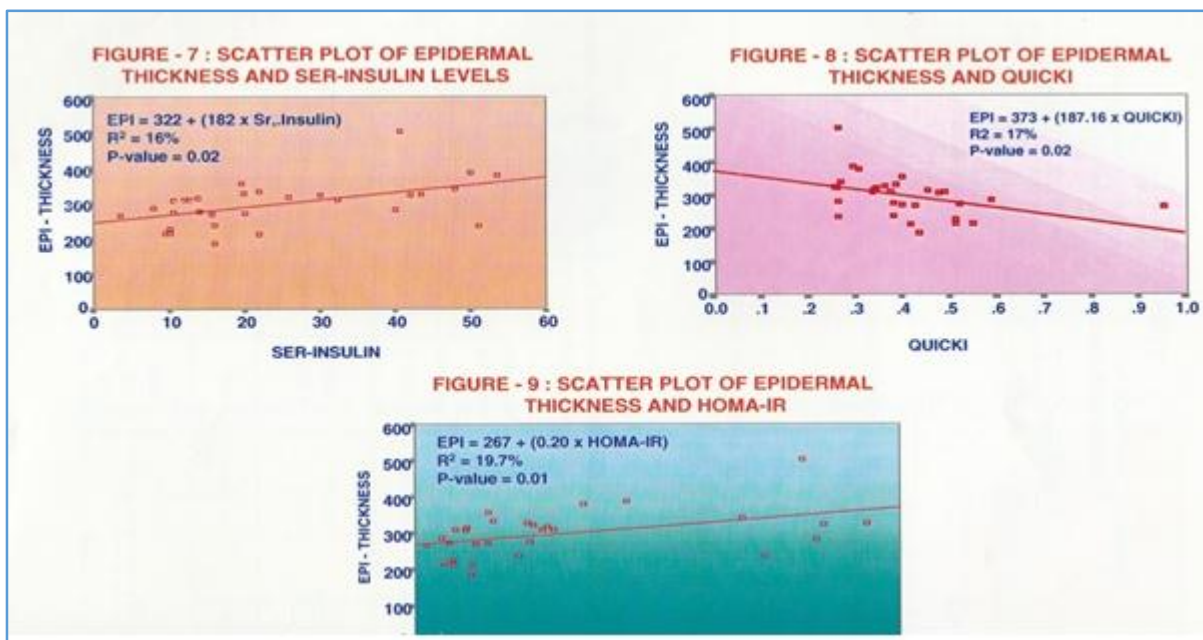 FIGURE - 7 : SCATTER PLOT OF EPIDERMAL
THICKNESS AND SER-INSULIN LEVELS
EPI - THICKNESS
600
500
400
300
200
100
0
EPI = 322 + (182 x Sr,.Insulin)
R² = 16%
P-value = 0.02
0 10 20 30 40 50 60
SER-INSULIN
FIGURE - 8 : SCATTER PLOT OF EPIDERMAL
THICKNESS AND QUICKI
EPI - THICKNESS
600
500
400
300
200
100
0
EPI = 373 + (187.16 x QUICKI)
R2 = 17%
P-value = 0.02
0.0 .1 .2 .3 .4 .5 .6 .7 .8 .9 1.0
QUICKI
FIGURE - 9 : SCATTER PLOT OF EPIDERMAL
THICKNESS AND HOMA-IR
EPI - THICKNESS
600
500
400
300
200
100
EPI = 267 + (0.20 x HOMA-IR)
R² = 19.7%
P-value = 0.01